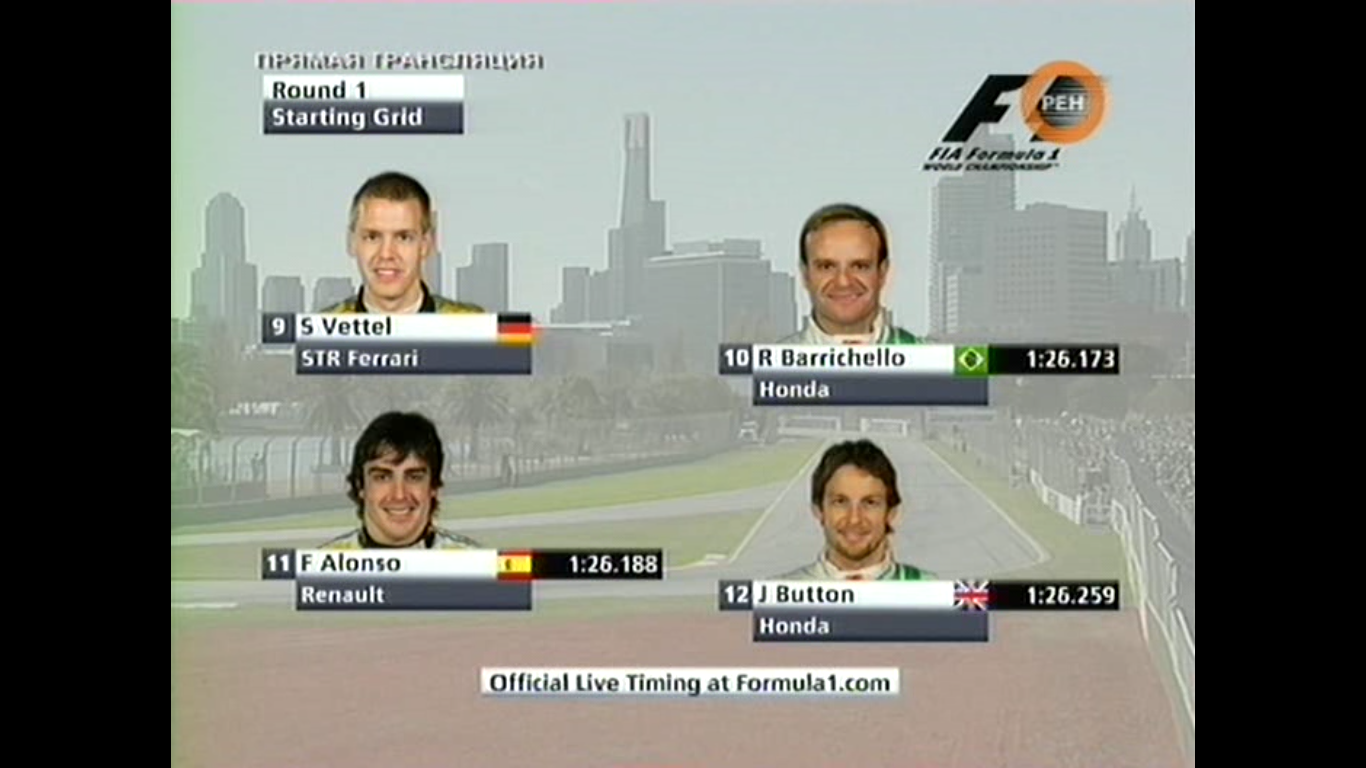 ПРЯМАЯ ТРАНСЛЯЦИЯ
Round 1
Starting Grid
F1
РЕН
FIA Formula 1
WORLD CHAMPIONSHIP™
9 S Vettel
STR Ferrari
10 R Barrichello 1:26.173
Honda
11 F Alonso 1:26.188
Renault
12 J Button 1:26.259
Honda
Official Live Timing at Formula1.com